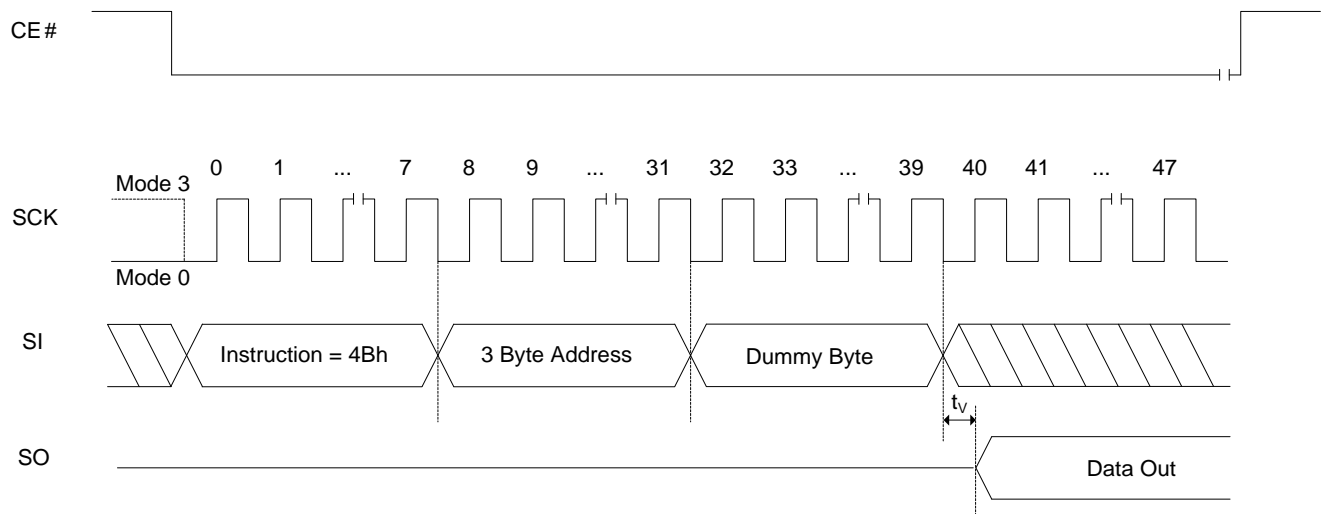 CE#
0 1 ... 7 8 9 ... 31 32 33 ... 39 40 41 ... 47
Mode 3
SCK
Mode 0
SI
Instruction = 4Bh
3 Byte Address
Dummy Byte
tV
SO
Data Out